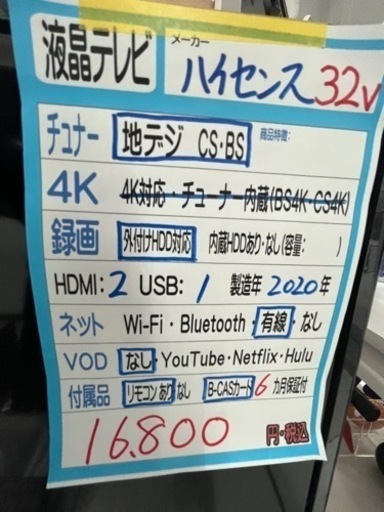 液晶テレビ
メーカー
ハイセンス 32v
チュナー 地デジ CS・BS 商品特徴:
4K 4K対応・チューナー内蔵(BS4K・CS4K)
録画 外付けHDD対応 内蔵HDDあり・なし(容量: )
HDMI:2 USB:1 製造年2020年
ネット Wi-Fi・Bluetooth・有線・なし
VOD なし・YouTube・Netflix・Hulu
付属品 リモコンあり なし B-CASカード 6カ月保証付
16.800 円・税込